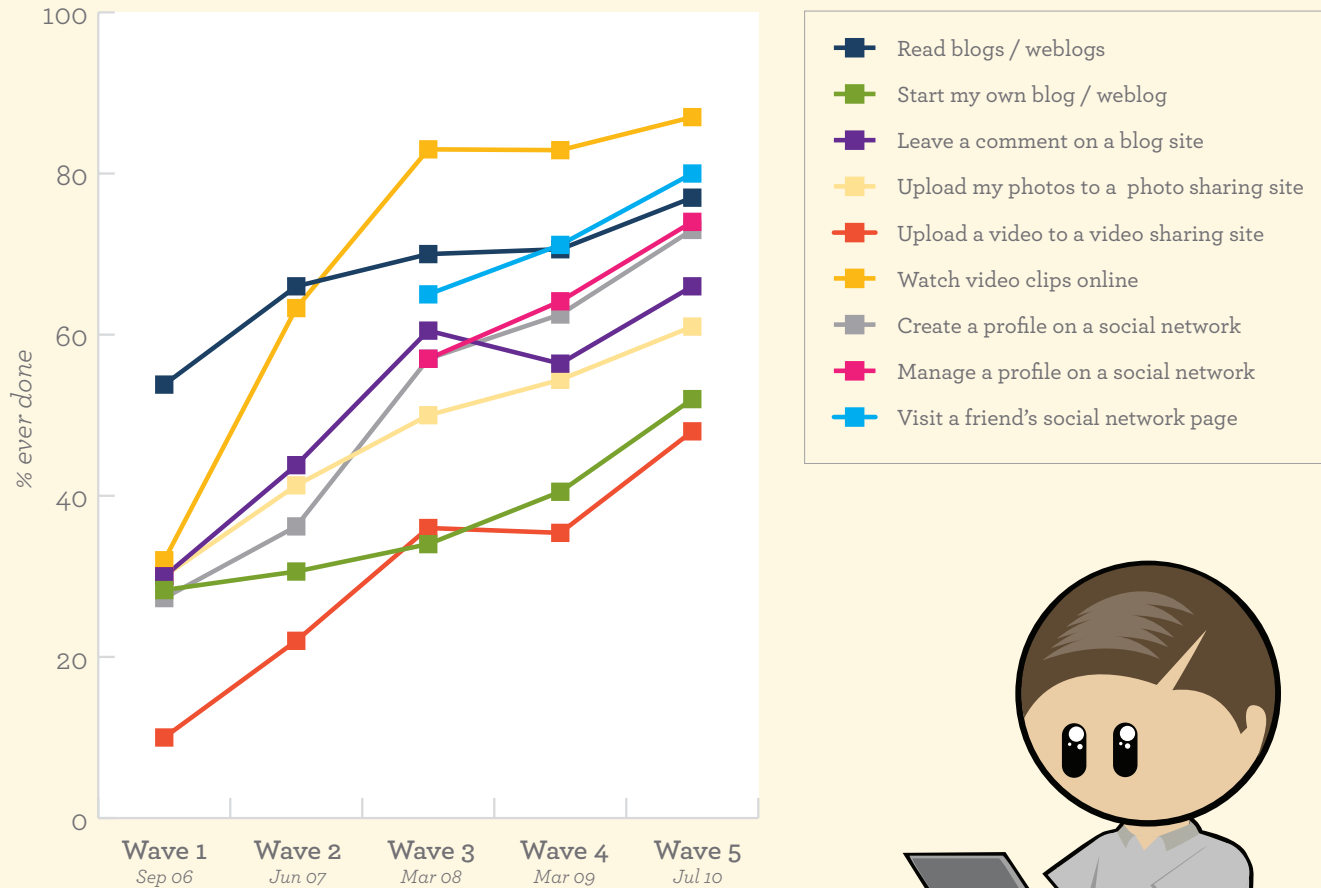 100
80
60
40
20
0
% ever done
Wave 1
Sep 06
Wave 2
Jun 07
Wave 3
Mar 08
Wave 4
Mar 09
Wave 5
Jul 10
Read blogs / weblogs
Start my own blog / weblog
Leave a comment on a blog site
Upload my photos to a photo sharing site
Upload a video to a video sharing site
Watch video clips online
Create a profile on a social network
Manage a profile on a social network
Visit a friend's social network page